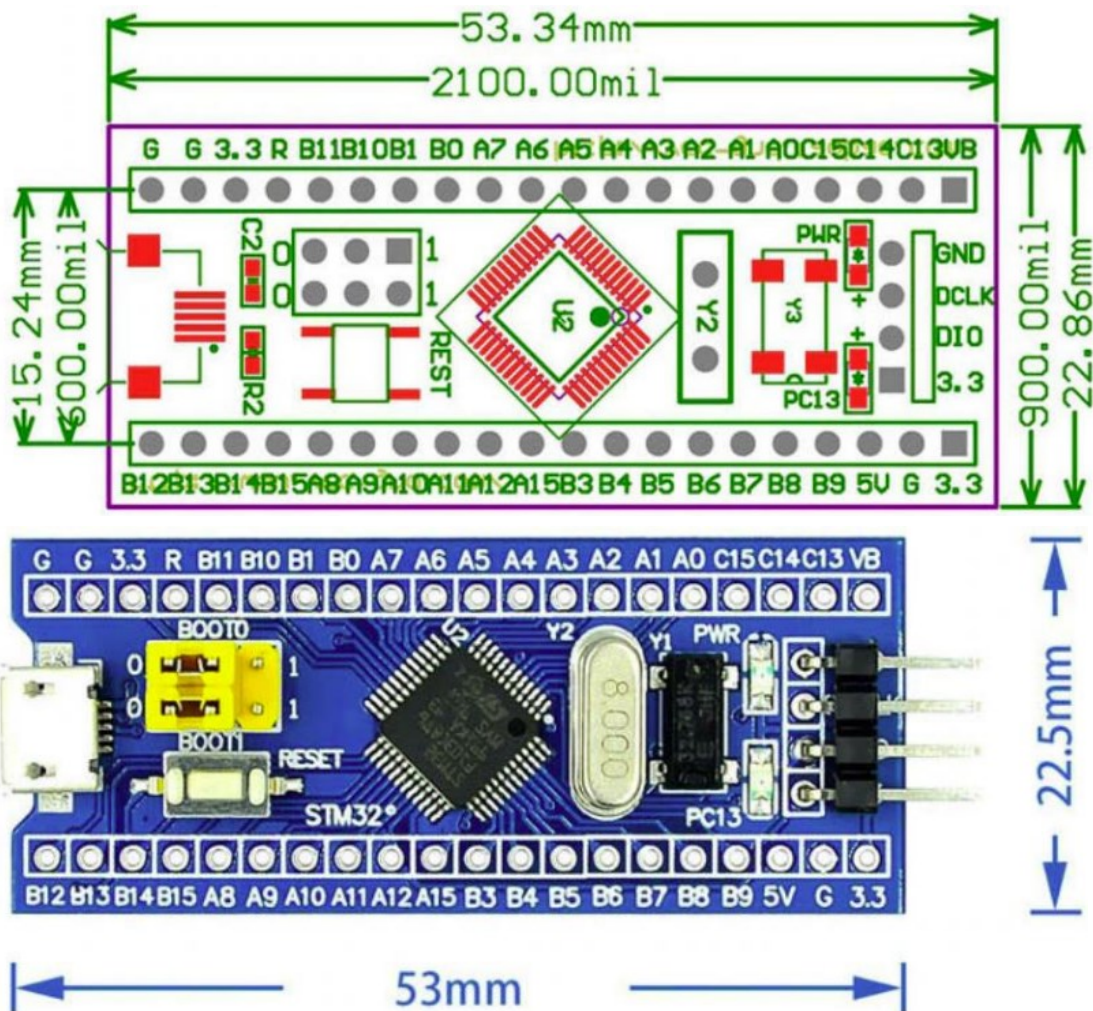 53.34mm
2100.00mil
G G 3.3 R B11 B10 B1 B0 A7 A6 A5 A4 A3 A2 A1 A0 C15 C14 C13 VB
15.24mm
600.00mil
C2
0 1
0 1
R2
REST
U2
Y2
Y3
PWR
+
+
PC13
GND
DCLK
DIO
3.3
900.00mil
22.86mm
B12 B13 B14 B15 A8 A9 A10 A11 A12 A15 B3 B4 B5 B6 B7 B8 B9 5V G 3.3
G G 3.3 R B11 B10 B1 B0 A7 A6 A5 A4 A3 A2 A1 A0 C15 C14 C13 VB
BOOT0
0 1
0 1
BOOT1
RESET
STM32
U2
Y2
8.000
Y1
PWR
PC13
22.5mm
B12 B13 B14 B15 A8 A9 A10 A11 A12 A15 B3 B4 B5 B6 B7 B8 B9 5V G 3.3
53mm